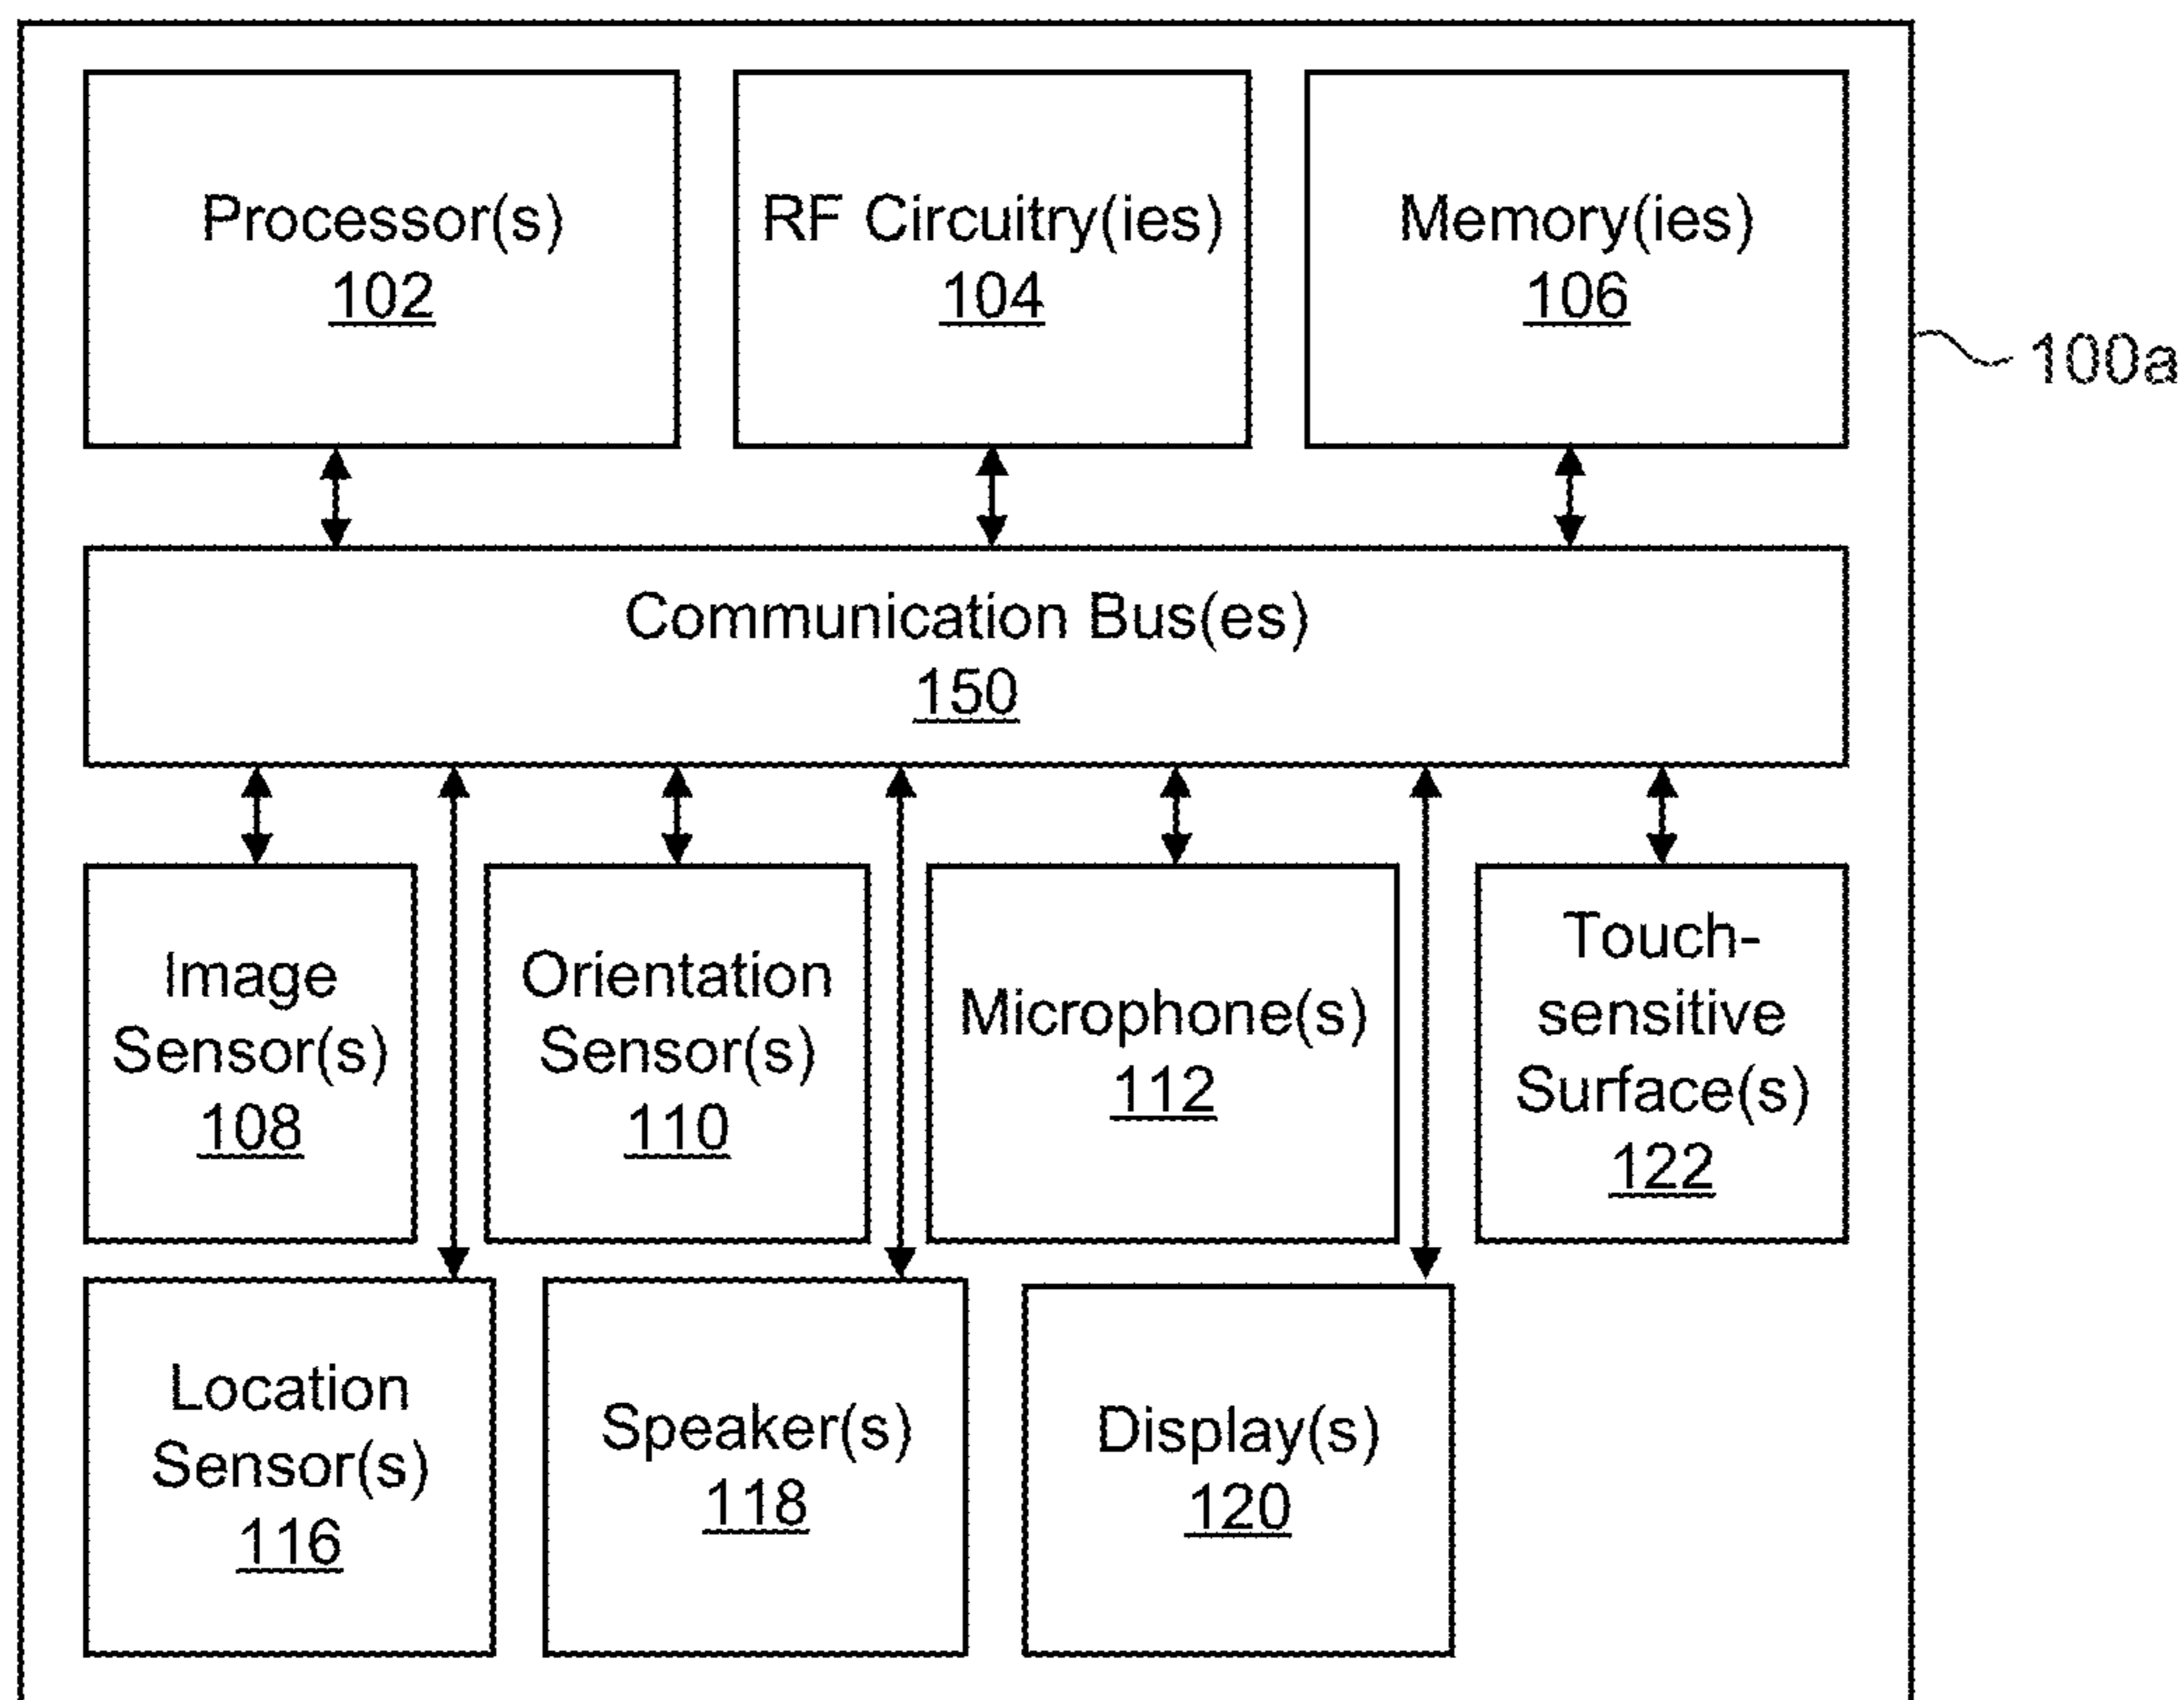 Processor(s)
102
RF Circuitry(ies)
104
Memory(ies)
106
100a
Communication Bus(es)
150
Image
Sensor(s)
108
Orientation
Sensor(s)
110
Microphone(s)
112
Touch-
sensitive
Surface(s)
122
Location
Sensor(s)
116
Speaker(s)
118
Display(s)
120